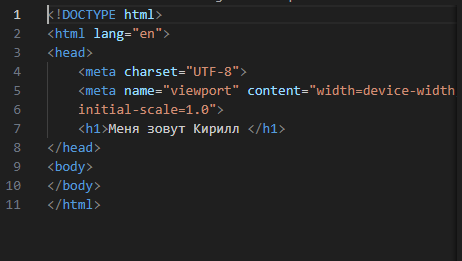 1 <!DOCTYPE html>
2 <html lang="en">
3 <head>
4 <meta charset="UTF-8">
5 <meta name="viewport" content="width=device-width
6 initial-scale=1.0">
7 <h1>Меня зовут Кирилл </h1>
8 </head>
9 <body>
10 </body>
11 </html>